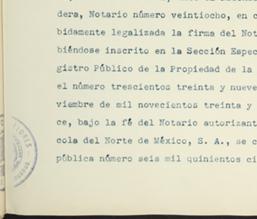 dera, Notario número veintiocho, en c
bidamente legalizada la firma del Not
biéndose inscrito en la Sección Espec
gistro Público de la Propiedad de la
el número trescientos treinta y nueve
viembre de mil novecientos treinta y
ce, bajo la fé del Notario autorizant
cola del Norte de México, S. A., se c
pública número seis mil quinientos ci